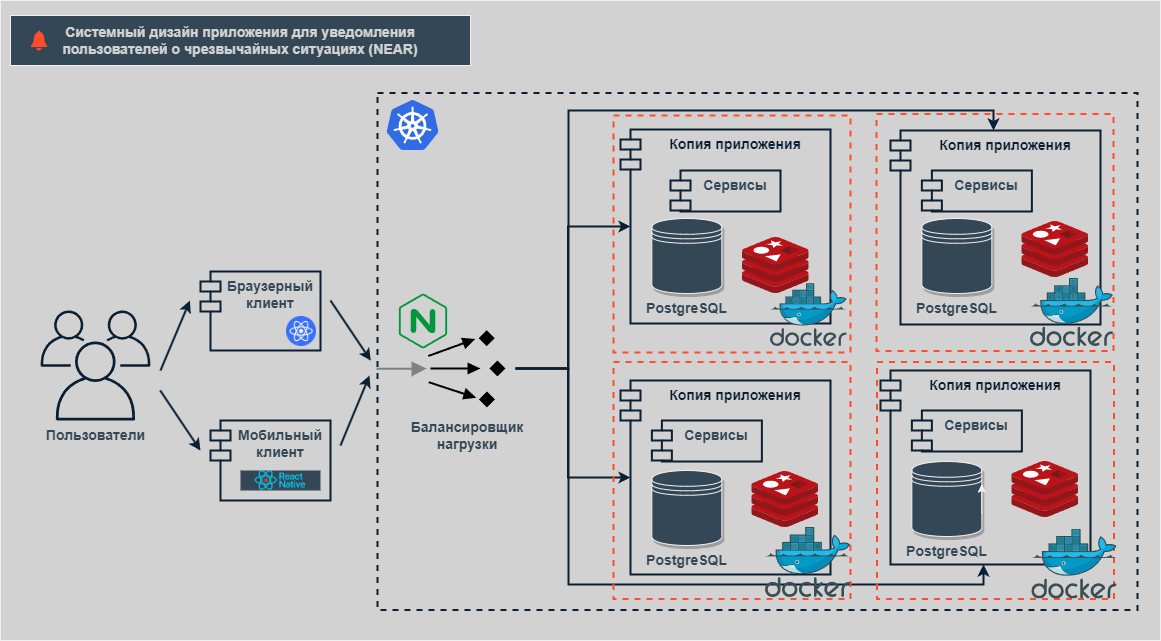 Системный дизайн приложения для уведомления
пользователей о чрезвычайных ситуациях (NEAR)
Пользователи
Браузерный
клиент
Мобильный
клиент
React
Native
N
Балансировщик
нагрузки
Копия приложения
Сервисы
PostgreSQL
docker
Копия приложения
Сервисы
PostgreSQL
docker
Копия приложения
Сервисы
PostgreSQL
docker
Копия приложения
Сервисы
PostgreSQL
docker